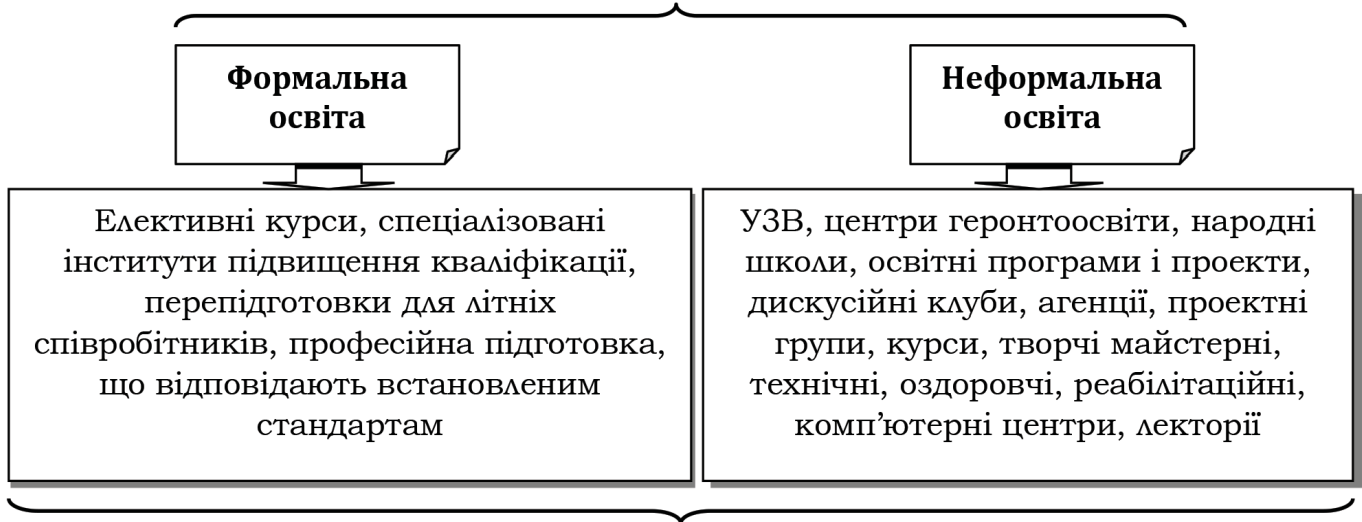 Формальна
освіта
Неформальна
освіта
Елективні курси, спеціалізовані
інститути підвищення кваліфікації,
перепідготовки для літніх
співробітників, професійна підготовка,
що відповідають встановленим
стандартам
УЗВ, центри геронтоосвіти, народні
школи, освітні програми і проекти,
дискусійні клуби, агенції, проектні
групи, курси, творчі майстерні,
технічні, оздоровчі, реабілітаційні,
комп’ютерні центри, лекторії